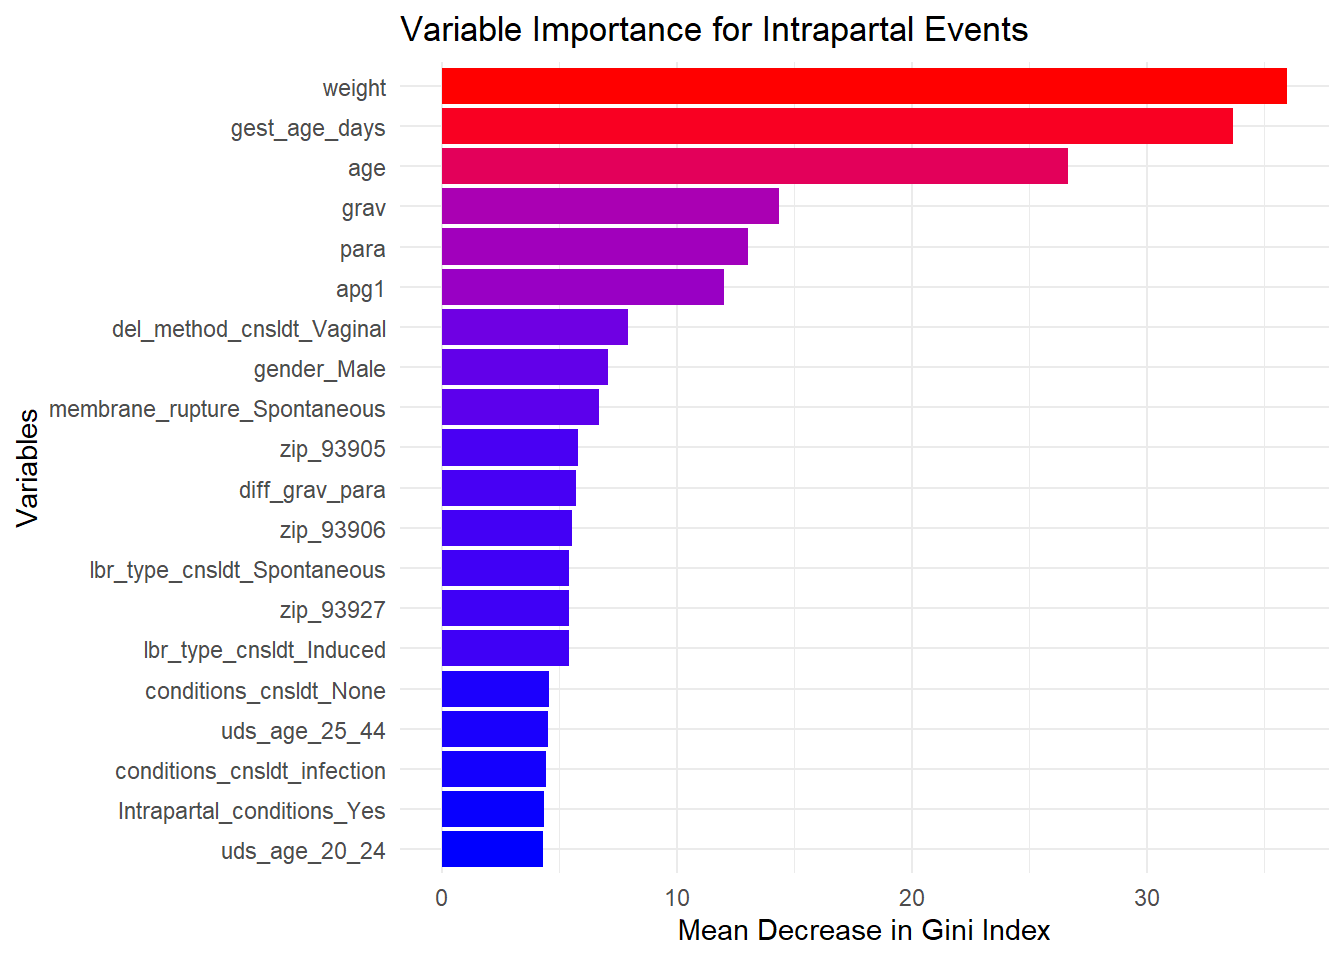 Variable Importance for Intrapartal Events
Variables
weight
gest_age_days
age
grav
para
apg1
del_method_cnsldt_Vaginal
gender_Male
membrane_rupture_Spontaneous
zip_93905
diff_grav_para
zip_93906
lbr_type_cnsldt_Spontaneous
zip_93927
lbr_type_cnsldt_Induced
conditions_cnsldt_None
uds_age_25_44
conditions_cnsldt_infection
Intrapartal_conditions_Yes
uds_age_20_24
0 10 20 30
Mean Decrease in Gini Index